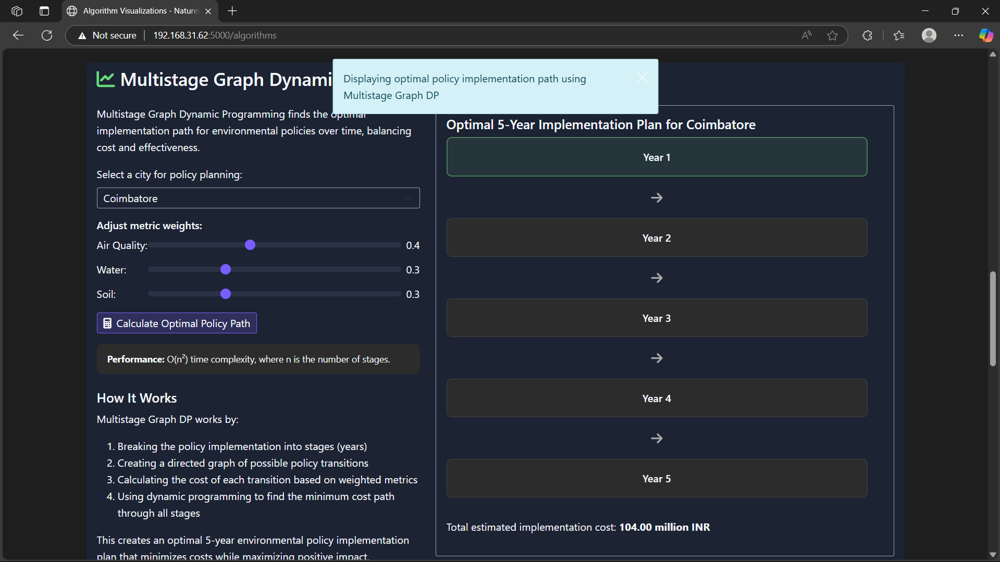 Algorithm Visualizations - Nature
Not secure
192.168.31.62:5000/algorithms
Multistage Graph Dynami
Displaying optimal policy implementation path using
Multistage Graph DP
Multistage Graph Dynamic Programming finds the optimal
implementation path for environmental policies over time, balancing
cost and effectiveness.
Select a city for policy planning:
Coimbatore
Adjust metric weights:
Air Quality: 0.4
Water: 0.3
Soil: 0.3
Calculate Optimal Policy Path
Performance: O(n²) time complexity, where n is the number of stages.
How It Works
Multistage Graph DP works by:
1. Breaking the policy implementation into stages (years)
2. Creating a directed graph of possible policy transitions
3. Calculating the cost of each transition based on weighted metrics
4. Using dynamic programming to find the minimum cost path
through all stages
This creates an optimal 5-year environmental policy implementation
plan that minimizes costs while maximizing positive impact.
Optimal 5-Year Implementation Plan for Coimbatore
Year 1
→
Year 2
→
Year 3
→
Year 4
→
Year 5
Total estimated implementation cost: 104.00 million INR